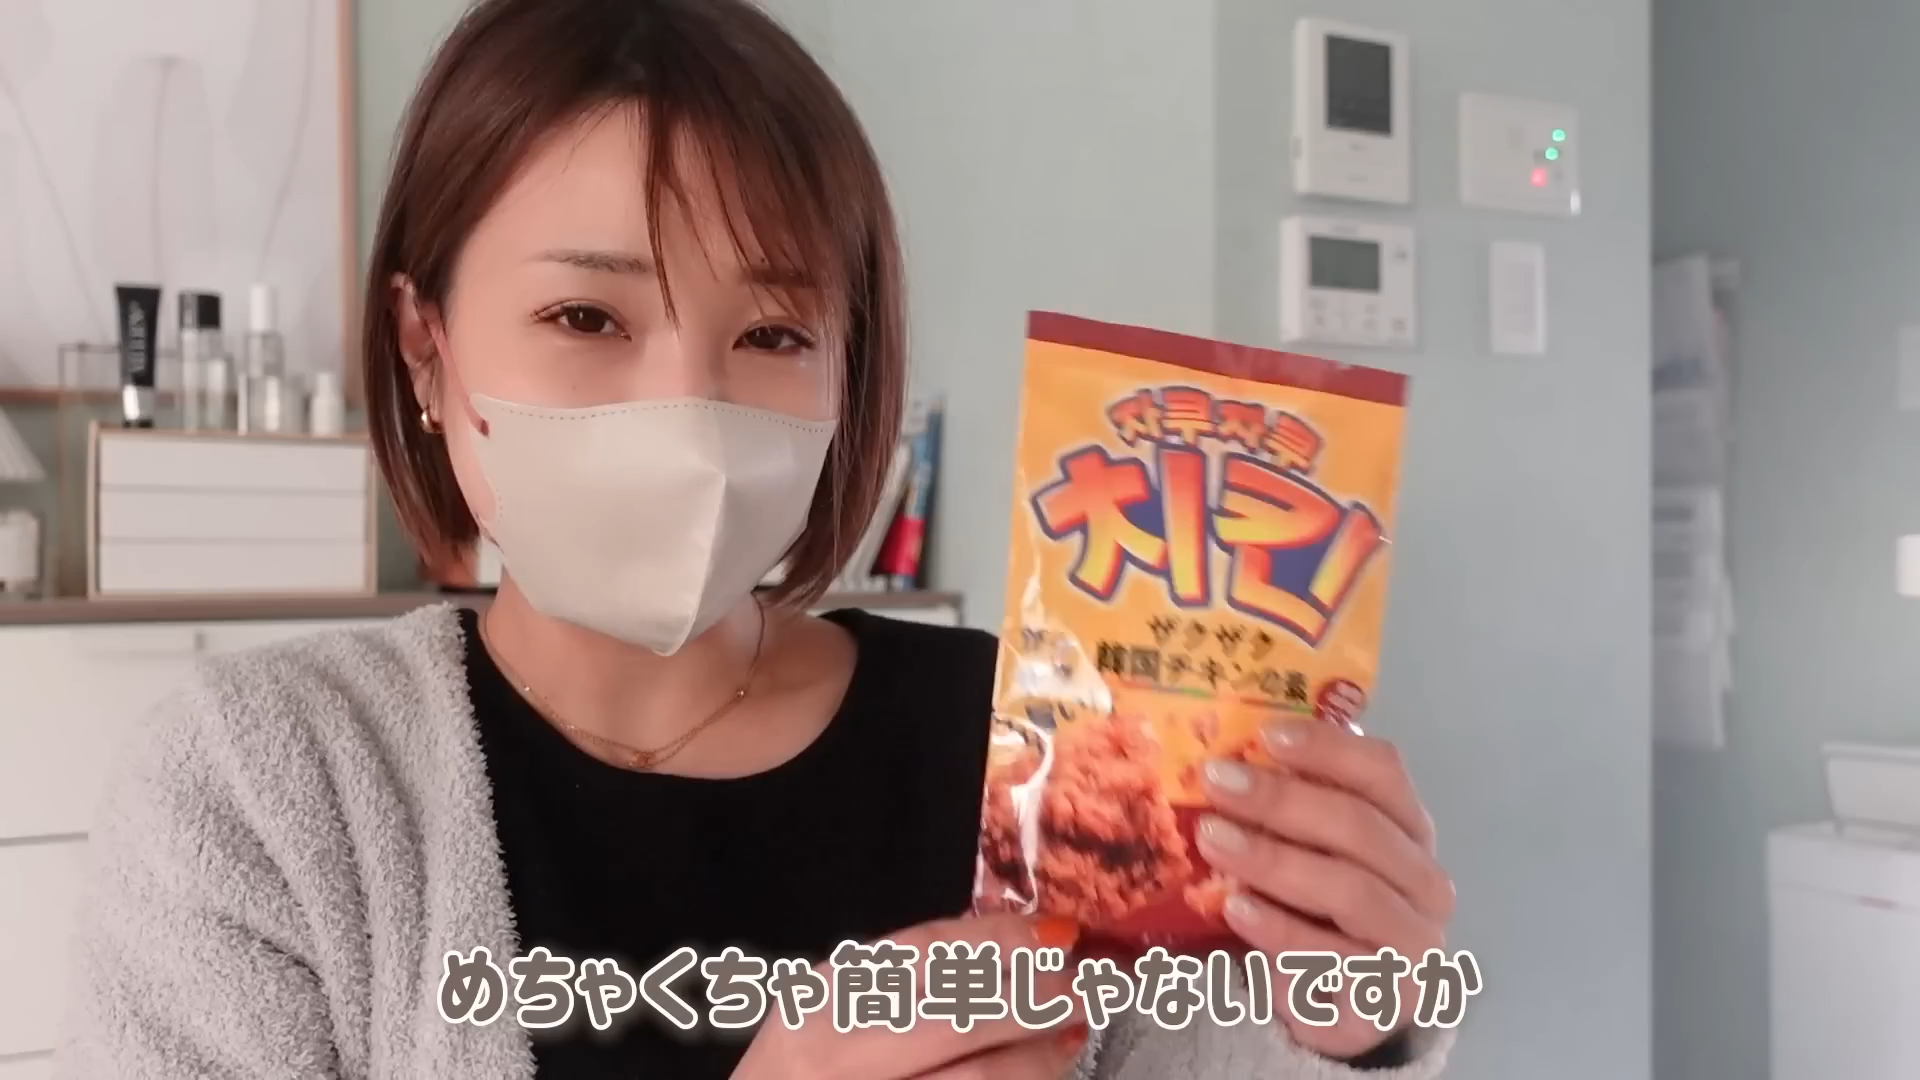 치킨
ザクザク
韓国チキンの素
めちゃくちゃ簡単じゃないですか